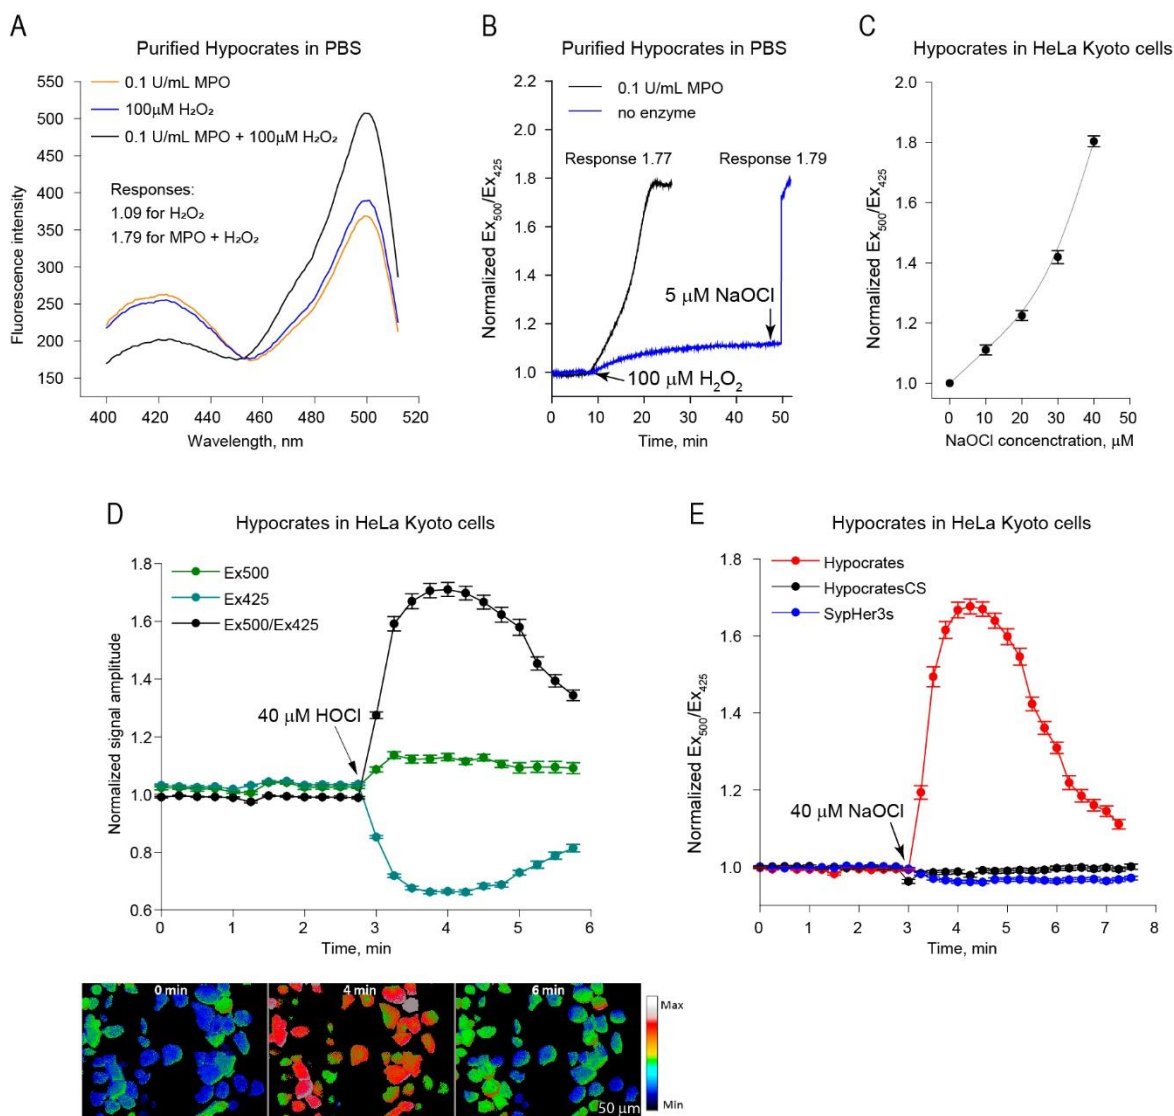 A
Purified Hypocrates in PBS
550
500
450
400
350
300
250
200
150
Fluorescence intensity
0.1 U/mL MPO
100μM H₂O₂
0.1 U/mL MPO + 100μM H₂O₂
Responses:
1.09 for H₂O₂
1.79 for MPO + H₂O₂
400 420 440 460 480 500 520
Wavelength, nm
B
Purified Hypocrates in PBS
2.2
2.0
1.8
1.6
1.4
1.2
1.0
Normalized Ex₅₀₀/Ex₄₂₅
0.1 U/mL MPO
no enzyme
Response 1.77
Response 1.79
5 μM NaOCl
100 μM H₂O₂
0 10 20 30 40 50
Time, min
C
Hypocrates in HeLa Kyoto cells
2.0
1.8
1.6
1.4
1.2
1.0
Normalized Ex₅₀₀/Ex₄₂₅
0 10 20 30 40 50
NaOCl concenctration, μM
D
Hypocrates in HeLa Kyoto cells
1.8
1.6
1.4
1.2
1.0
0.8
0.6
Normalized signal amplitude
Ex500
Ex425
Ex500/Ex425
40 μM HOCl
0 1 2 3 4 5 6
Time, min
0 min
4 min
6 min
50 μm
Max
Min
E
Hypocrates in HeLa Kyoto cells
1.8
1.6
1.4
1.2
1.0
0.9
Normalized Ex₅₀₀/Ex₄₂₅
Hypocrates
HypocratesCS
SypHer3s
40 μM NaOCl
0 1 2 3 4 5 6 7 8
Time, min